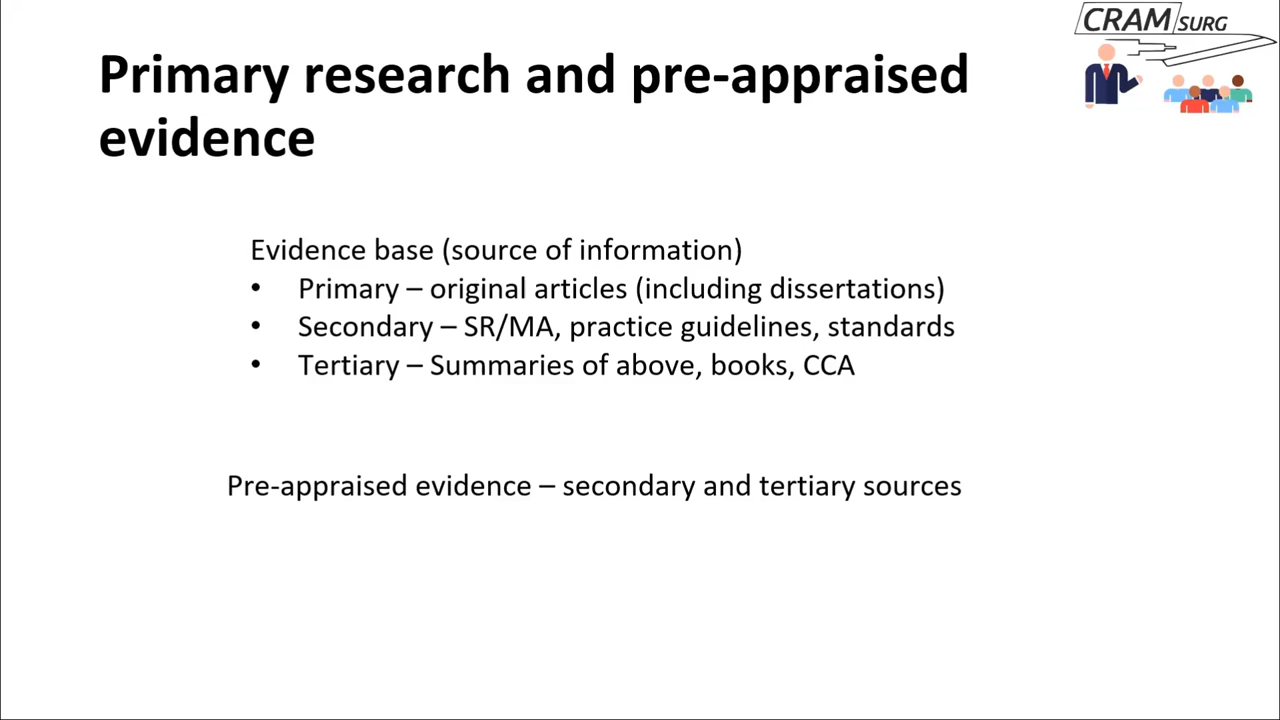 CRAM SURG
Primary research and pre-appraised
evidence
Evidence base (source of information)
• Primary – original articles (including dissertations)
• Secondary – SR/MA, practice guidelines, standards
• Tertiary – Summaries of above, books, CCA
Pre-appraised evidence – secondary and tertiary sources